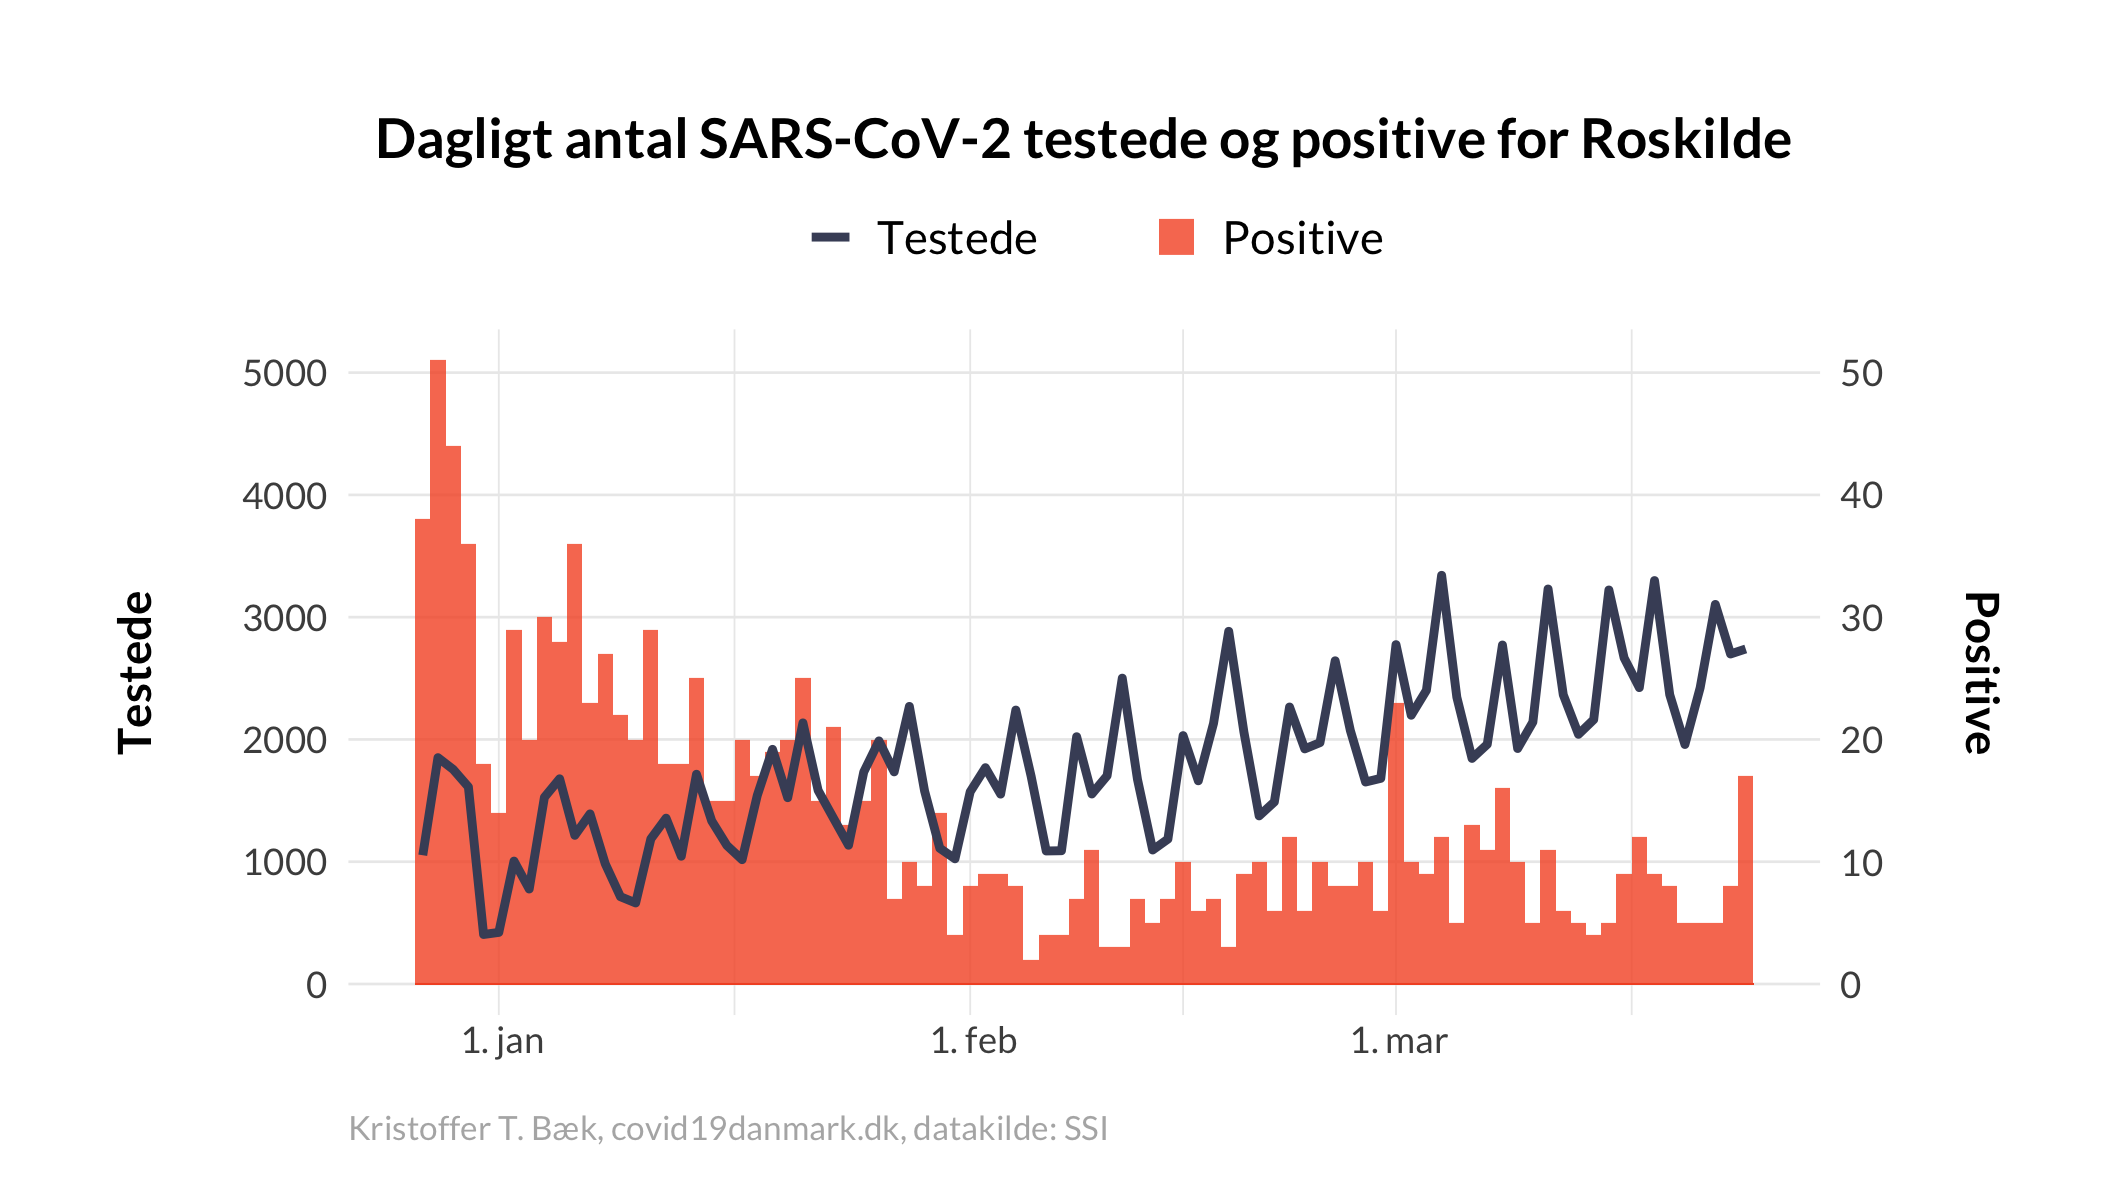 Dagligt antal SARS-CoV-2 testede og positive for Roskilde
Testede
Positive
5000
4000
3000
2000
1000
0
Testede
50
40
30
20
10
0
Positive
1. jan
1. feb
1. mar
Kristoffer T. Bæk, covid19danmark.dk, datakilde: SSI